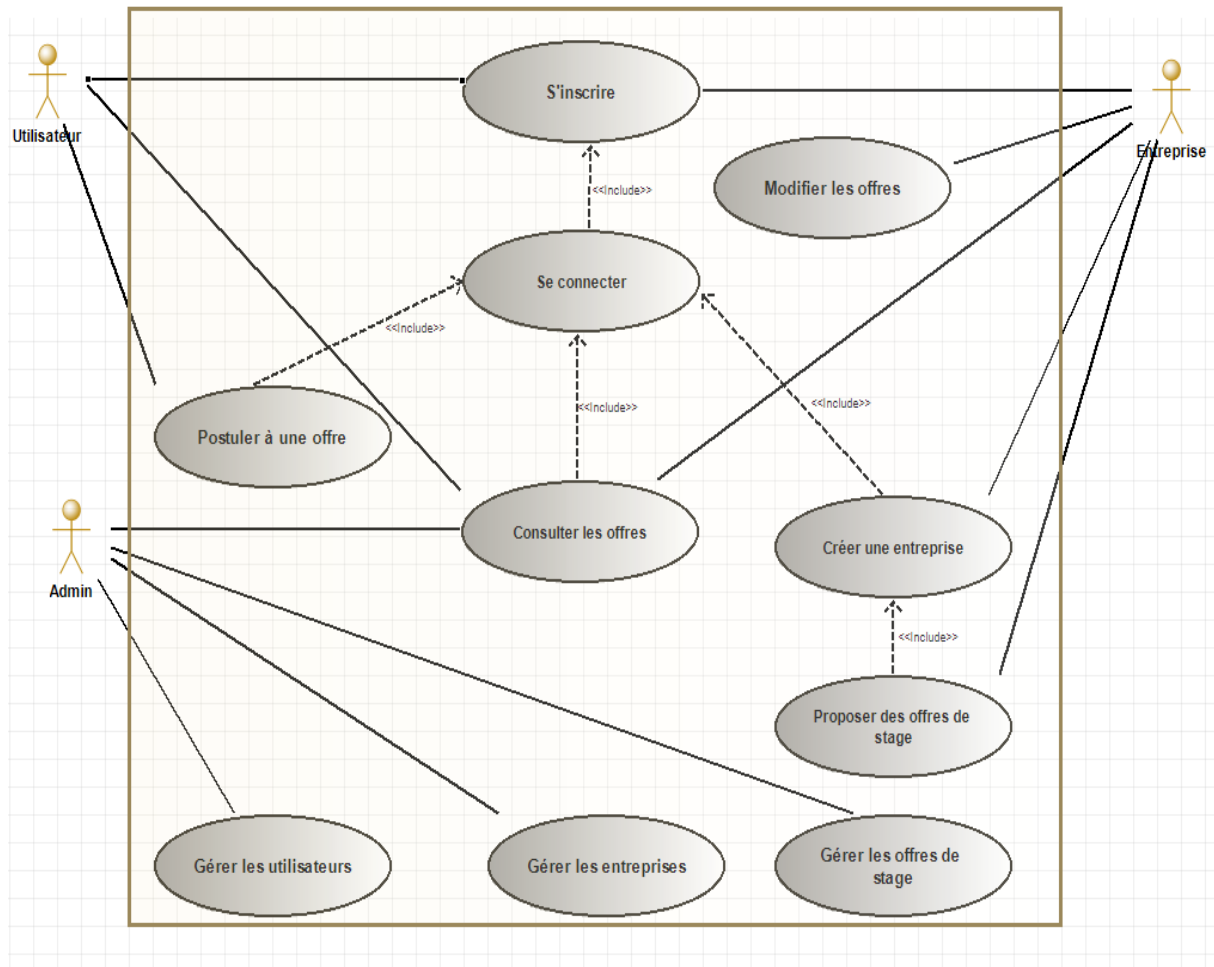 S'inscrire
Utilisateur
Entreprise
<<Include>>
Modifier les offres
Se connecter
<<Include>>
<<Include>>
<<Include>>
Postuler à une offre
Consulter les offres
Créer une entreprise
Admin
<<Include>>
Proposer des offres de
stage
Gérer les utilisateurs
Gérer les entreprises
Gérer les offres de
stage